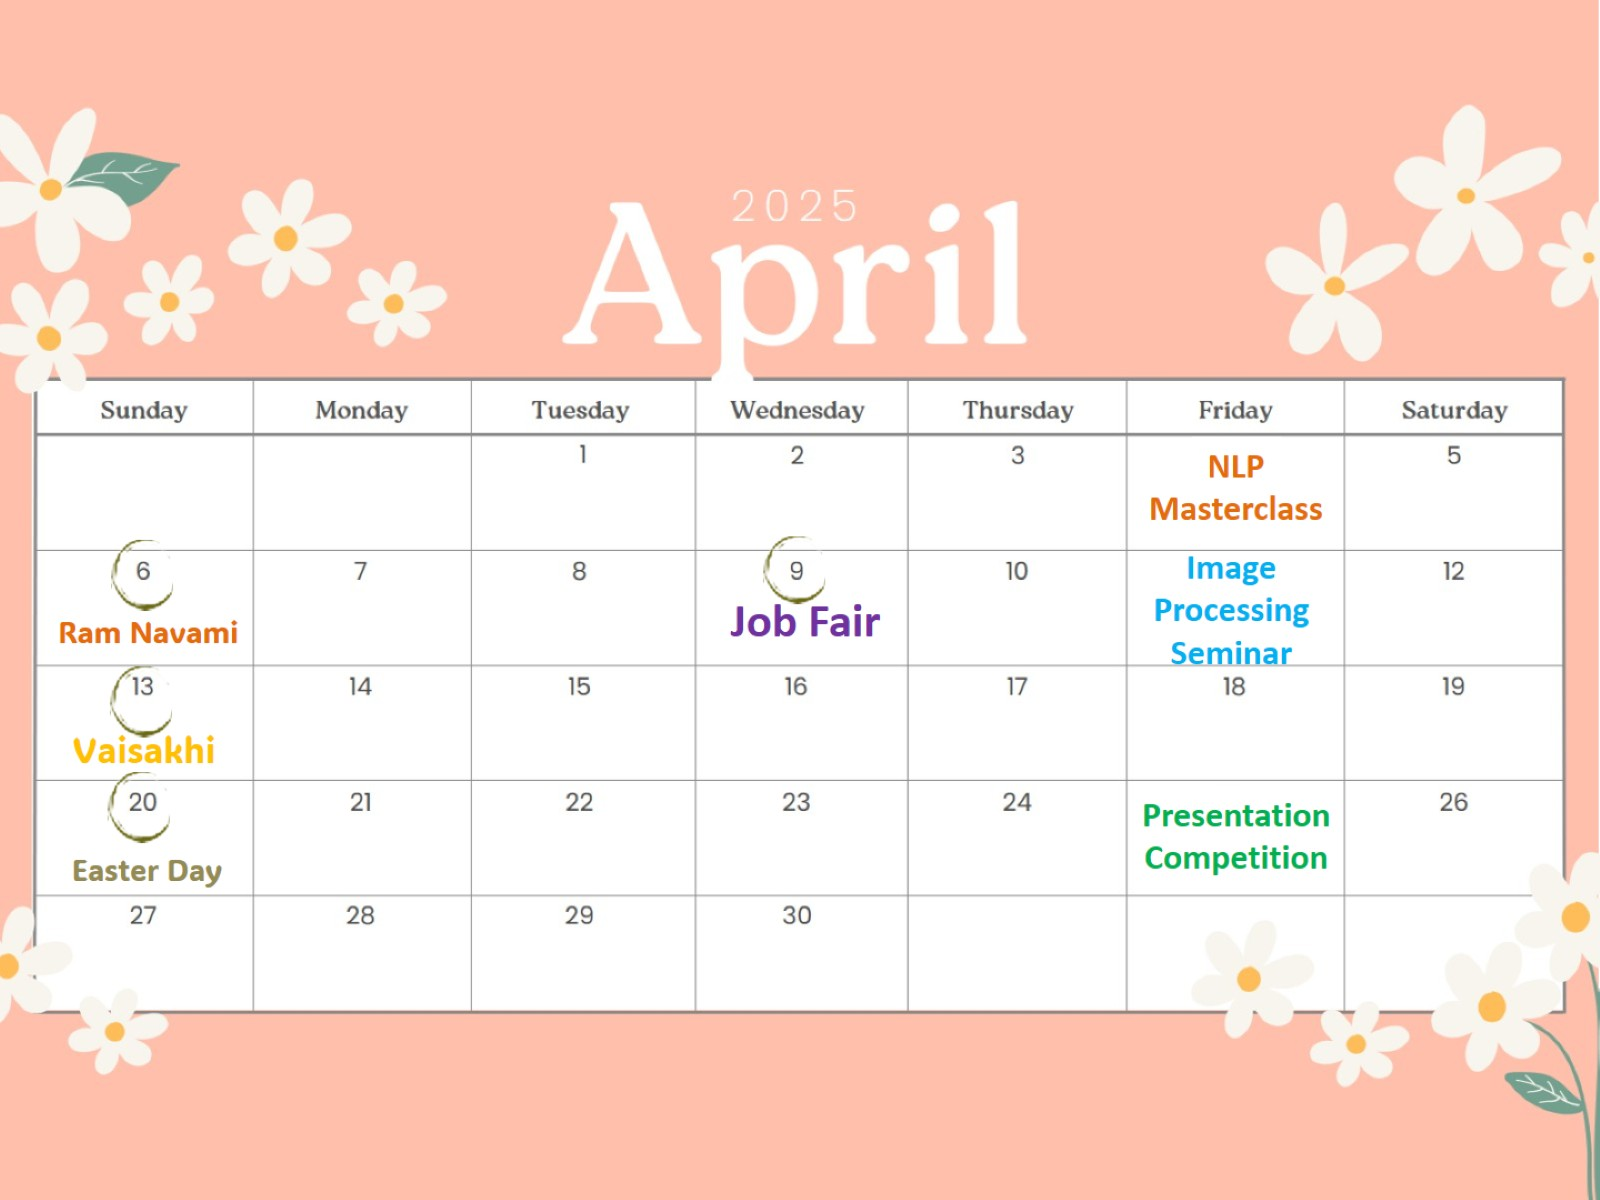 2025
April
Sunday Monday Tuesday Wednesday Thursday Friday Saturday
1 2 3 NLP Masterclass 5
6 Ram Navami 7 8 9 Job Fair 10 Image Processing Seminar 12
13 Vaisakhi 14 15 16 17 18 19
20 Easter Day 21 22 23 24 Presentation Competition 26
27 28 29 30